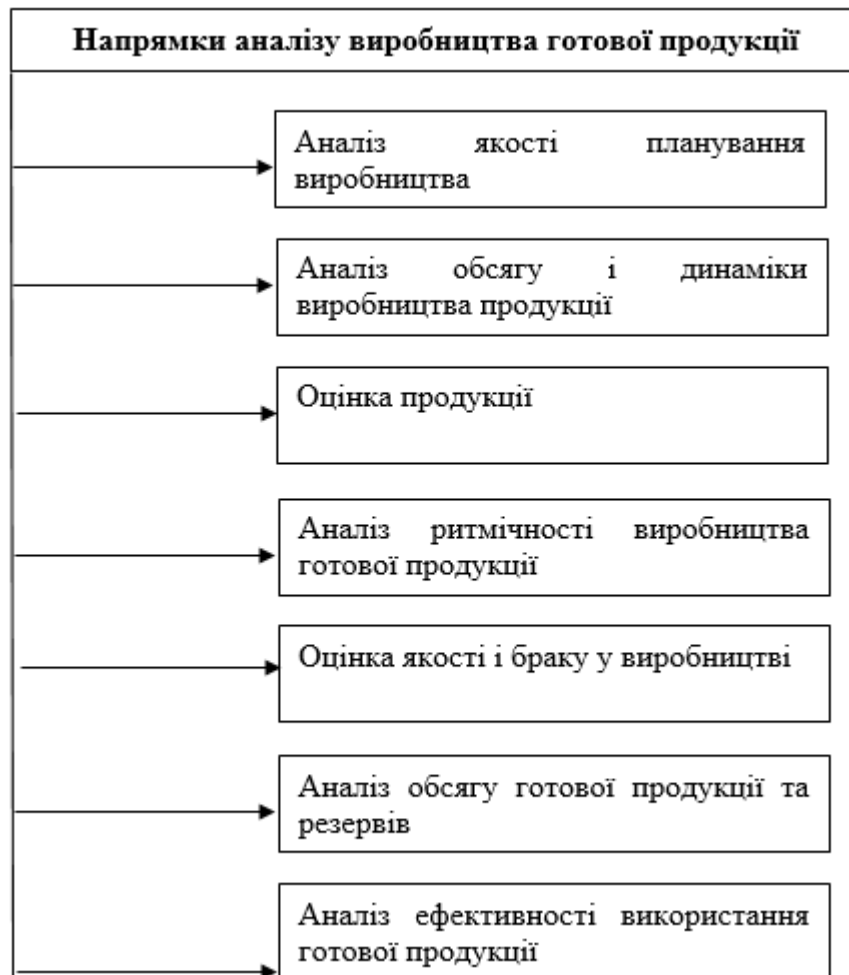 Напрямки аналізу виробництва готової продукції
Аналіз якості планування
виробництва
Аналіз обсягу і динаміки
виробництва продукції
Оцінка продукції
Аналіз ритмічності виробництва
готової продукції
Оцінка якості і браку у виробництві
Аналіз обсягу готової продукції та
резервів
Аналіз ефективності використання
готової продукції